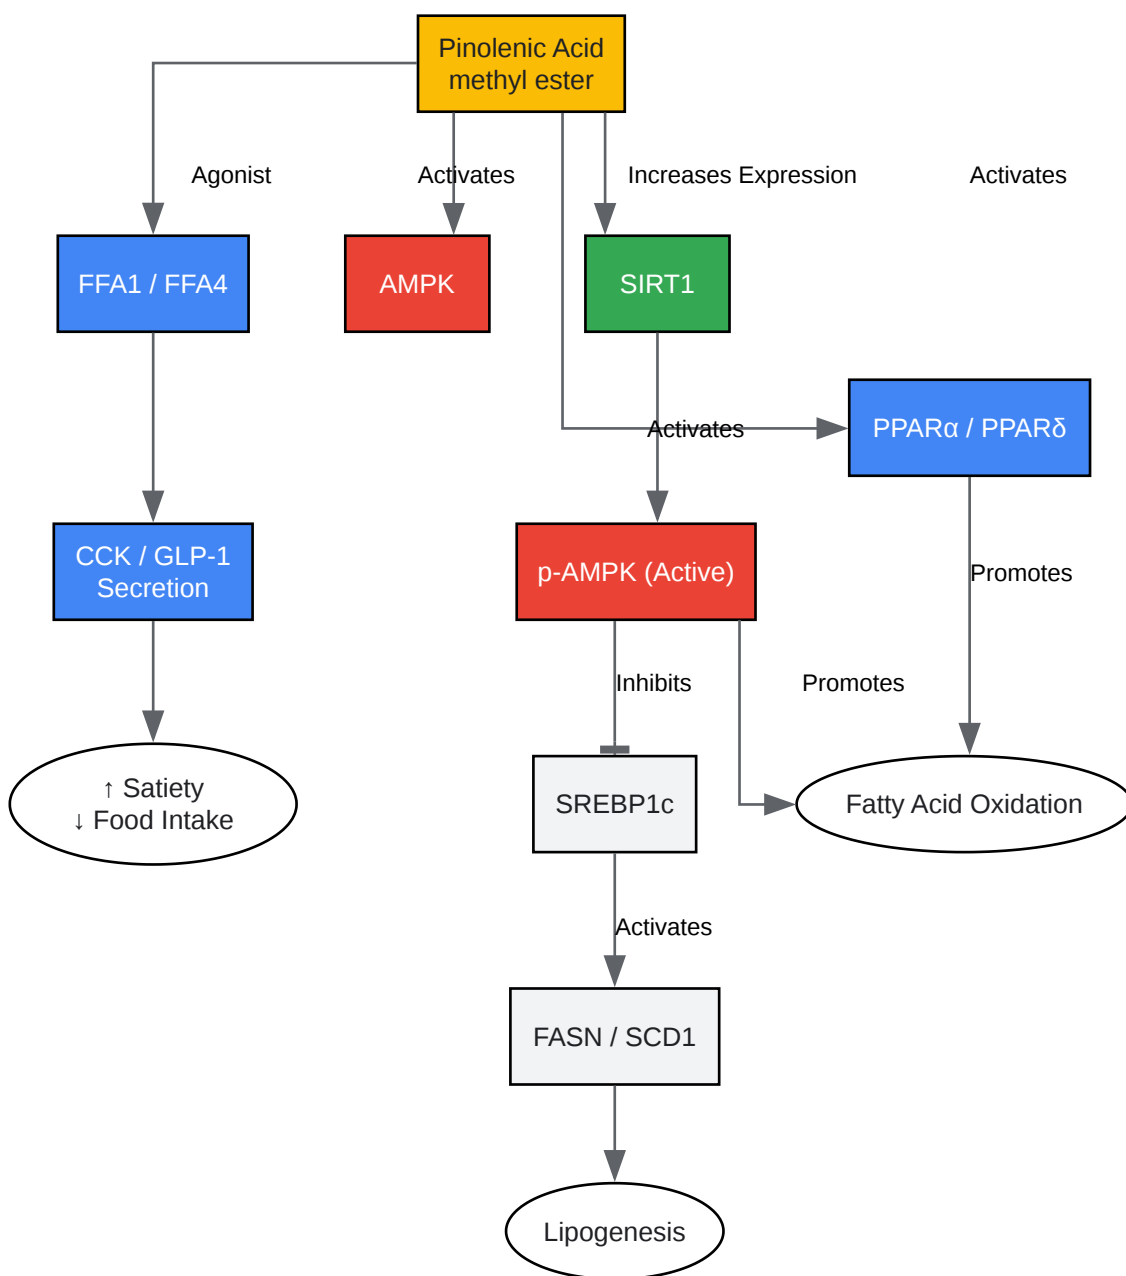 Pinolenic Acid
methyl ester
Agonist
Activates
Increases Expression
Activates
FFA1 / FFA4
AMPK
SIRT1
Activates
PPARα / PPARδ
CCK / GLP-1
Secretion
p-AMPK (Active)
Promotes
Inhibits
Promotes
↑ Satiety
↓ Food Intake
SREBP1c
Fatty Acid Oxidation
Activates
FASN / SCD1
Lipogenesis